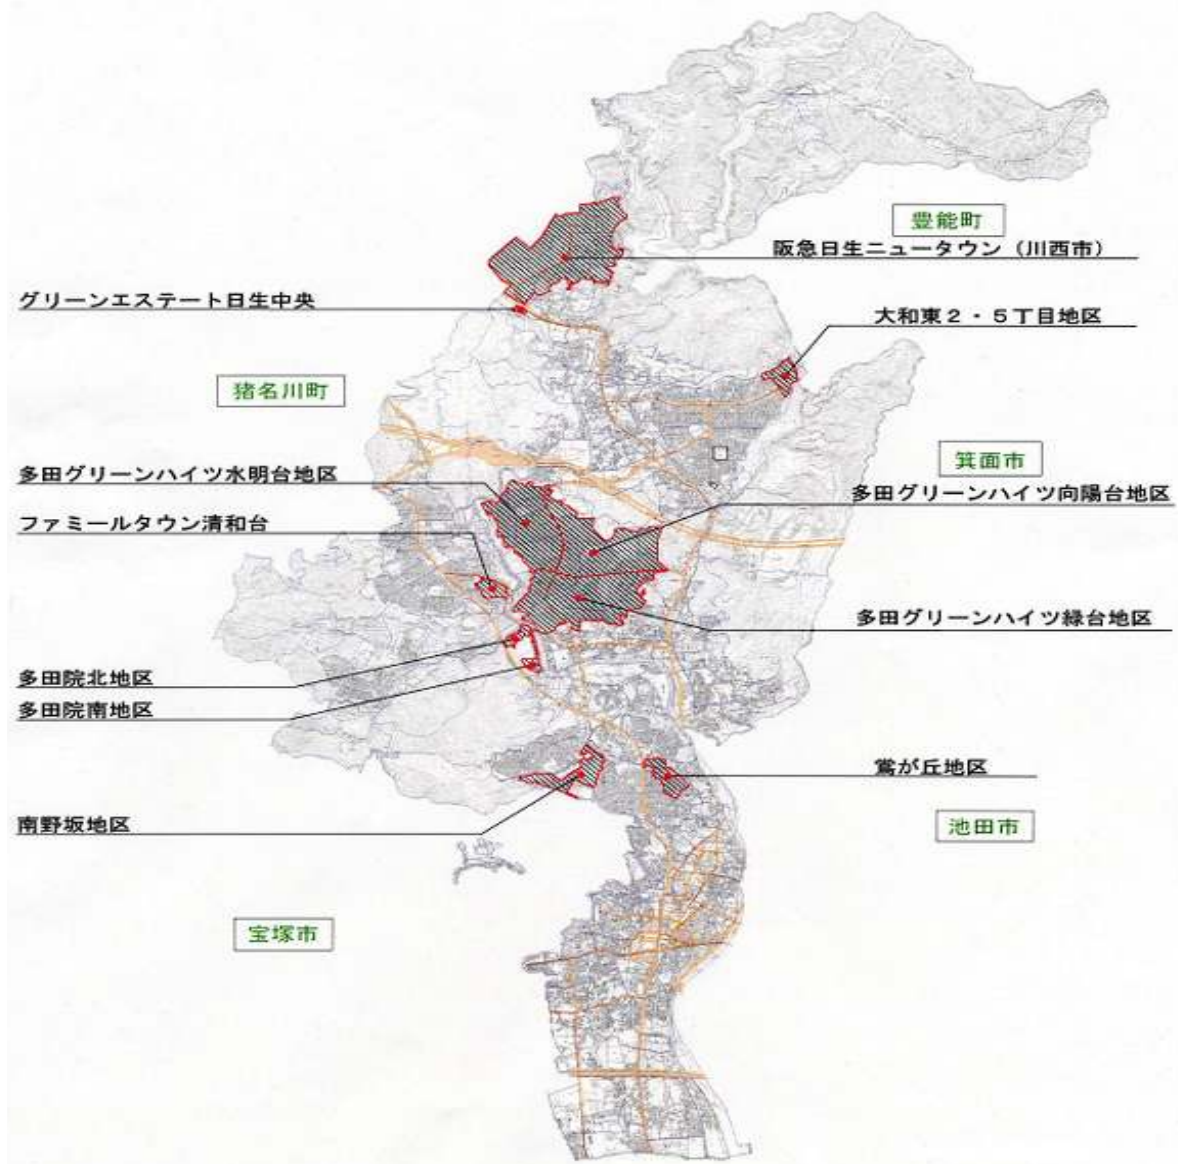 豊能町
阪急日生ニュータウン（川西市）
グリーンエステート日生中央
大和東２・５丁目地区
猪名川町
箕面市
多田グリーンハイツ水明台地区
多田グリーンハイツ向陽台地区
ファミールタウン清和台
多田グリーンハイツ緑台地区
多田院北地区
多田院南地区
鴬が丘地区
南野坂地区
池田市
宝塚市